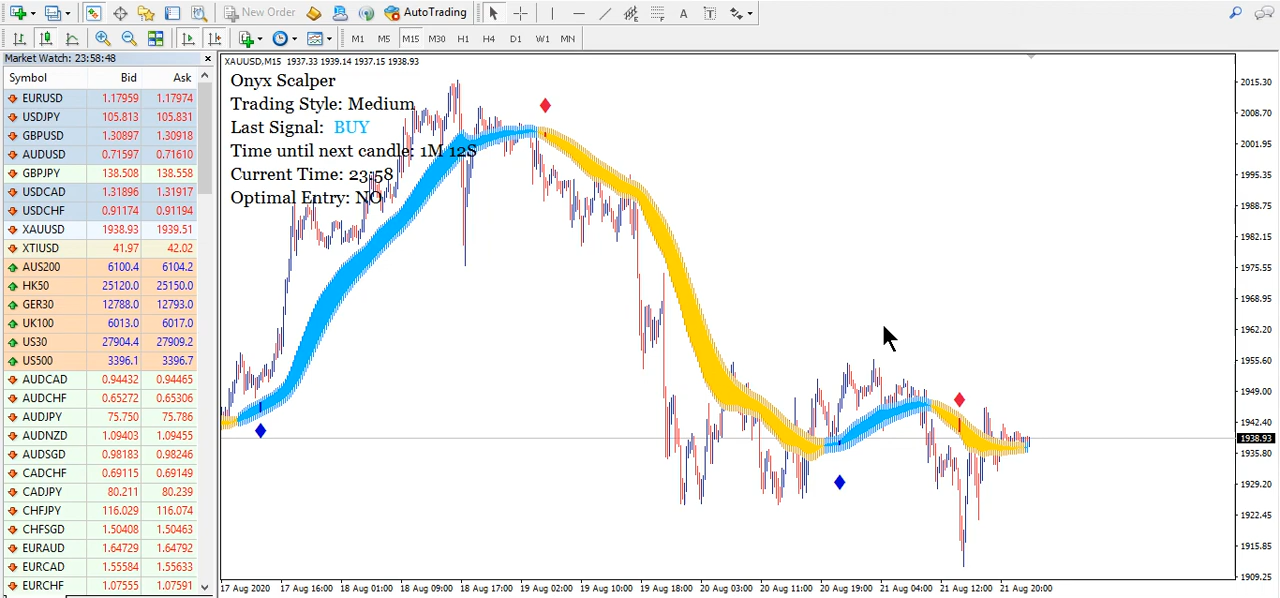 New Order AutoTrading
A T
M1 M5 M15 M30 H1 H4 D1 W1 MN
Market Watch: 23:58:48
Symbol Bid Ask
EURUSD 1.17959 1.17974
USDJPY 105.813 105.831
GBPUSD 1.30897 1.30918
AUDUSD 0.71597 0.71610
GBPJPY 138.508 138.558
USDCAD 1.31896 1.31917
USDCHF 0.91174 0.91194
XAUUSD 1938.93 1939.51
XTIUSD 41.97 42.02
AUS200 6100.4 6104.2
HK50 25120.0 25150.0
GER30 12788.0 12793.0
UK100 6013.0 6017.0
US30 27904.4 27909.2
US500 3396.1 3396.7
AUDCAD 0.94432 0.94465
AUDCHF 0.65272 0.65306
AUDJPY 75.750 75.786
AUDNZD 1.09403 1.09455
AUDSGD 0.98183 0.98246
CADCHF 0.69115 0.69149
CADJPY 80.211 80.239
CHFJPY 116.029 116.074
CHFSGD 1.50408 1.50463
EURAUD 1.64729 1.64792
EURCAD 1.55584 1.55633
EURCHF 1.07555 1.07591
XAUUSD,M15 1937.33 1939.14 1937.15 1938.93
Onyx Scalper
Trading Style: Medium
Last Signal: BUY
Time until next candle: 1M 12S
Current Time: 23:58
Optimal Entry: NO
2015.30
2008.70
2001.95
1995.35
1988.75
1982.15
1975.55
1968.95
1962.20
1955.60
1949.00
1942.40
1938.93
1935.80
1929.20
1922.45
1915.85
1909.25
17 Aug 2020 17 Aug 16:00 18 Aug 01:00 18 Aug 09:00 18 Aug 17:00 19 Aug 02:00 19 Aug 10:00 19 Aug 18:00 20 Aug 03:00 20 Aug 11:00 20 Aug 19:00 21 Aug 04:00 21 Aug 12:00 21 Aug 20:00